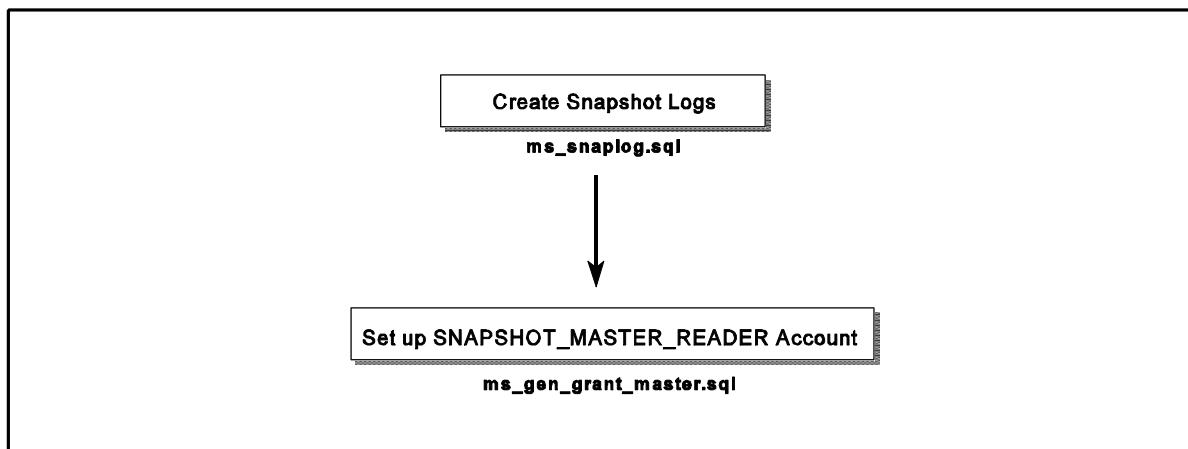 Create Snapshot Logs
ms_snaplog.sql
Set up SNAPSHOT_MASTER_READER Account
ms_gen_grant_master.sql